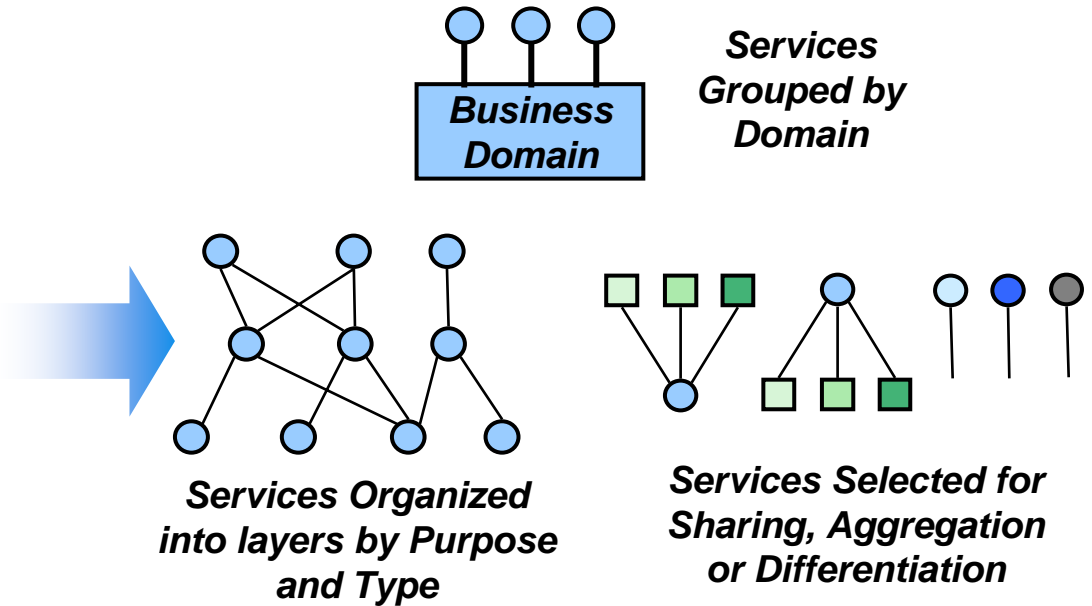 Services
Grouped by
Domain
Business
Domain
Services Organized
into layers by Purpose
and Type
Services Selected for
Sharing, Aggregation
or Differentiation